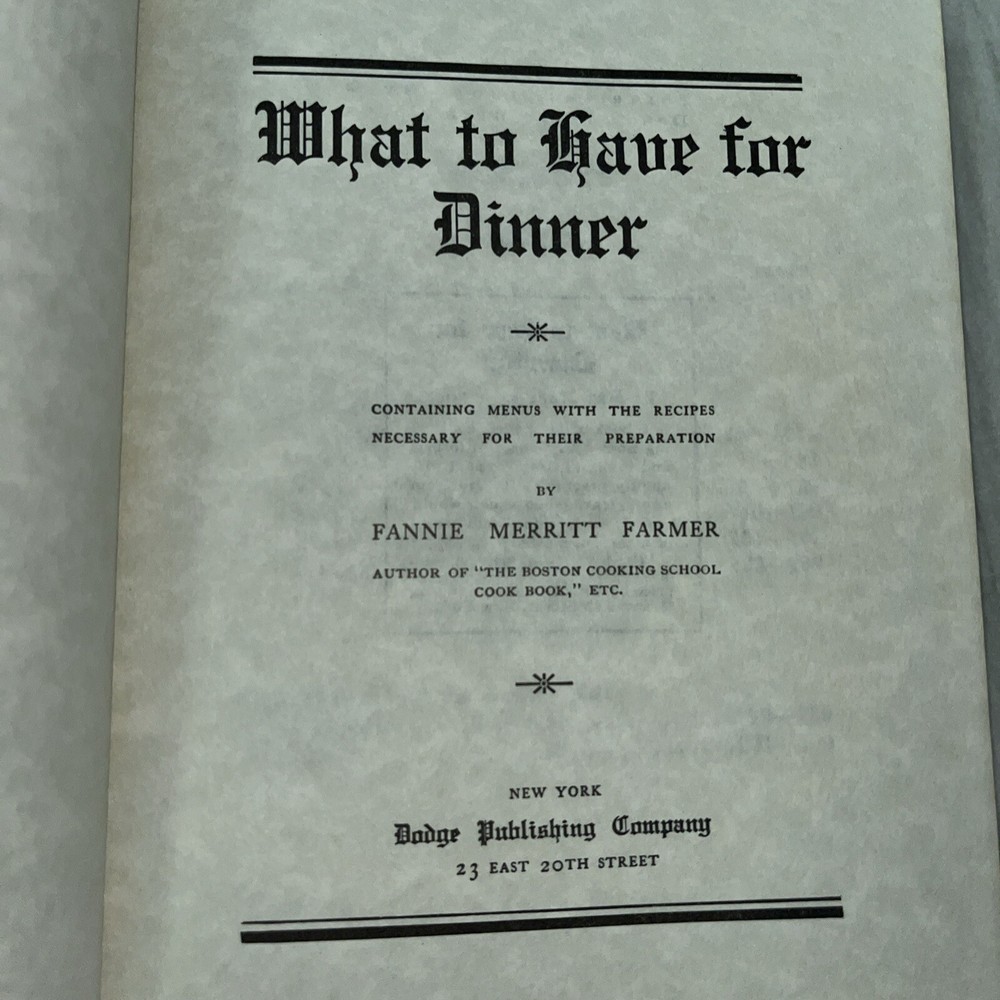 What to Have for
Dinner
CONTAINING MENUS WITH THE RECIPES
NECESSARY FOR THEIR PREPARATION
BY
FANNIE MERRITT FARMER
AUTHOR OF "THE BOSTON COOKING SCHOOL
COOK BOOK," ETC.
NEW YORK
Dodge Publishing Company
23 EAST 20TH STREET